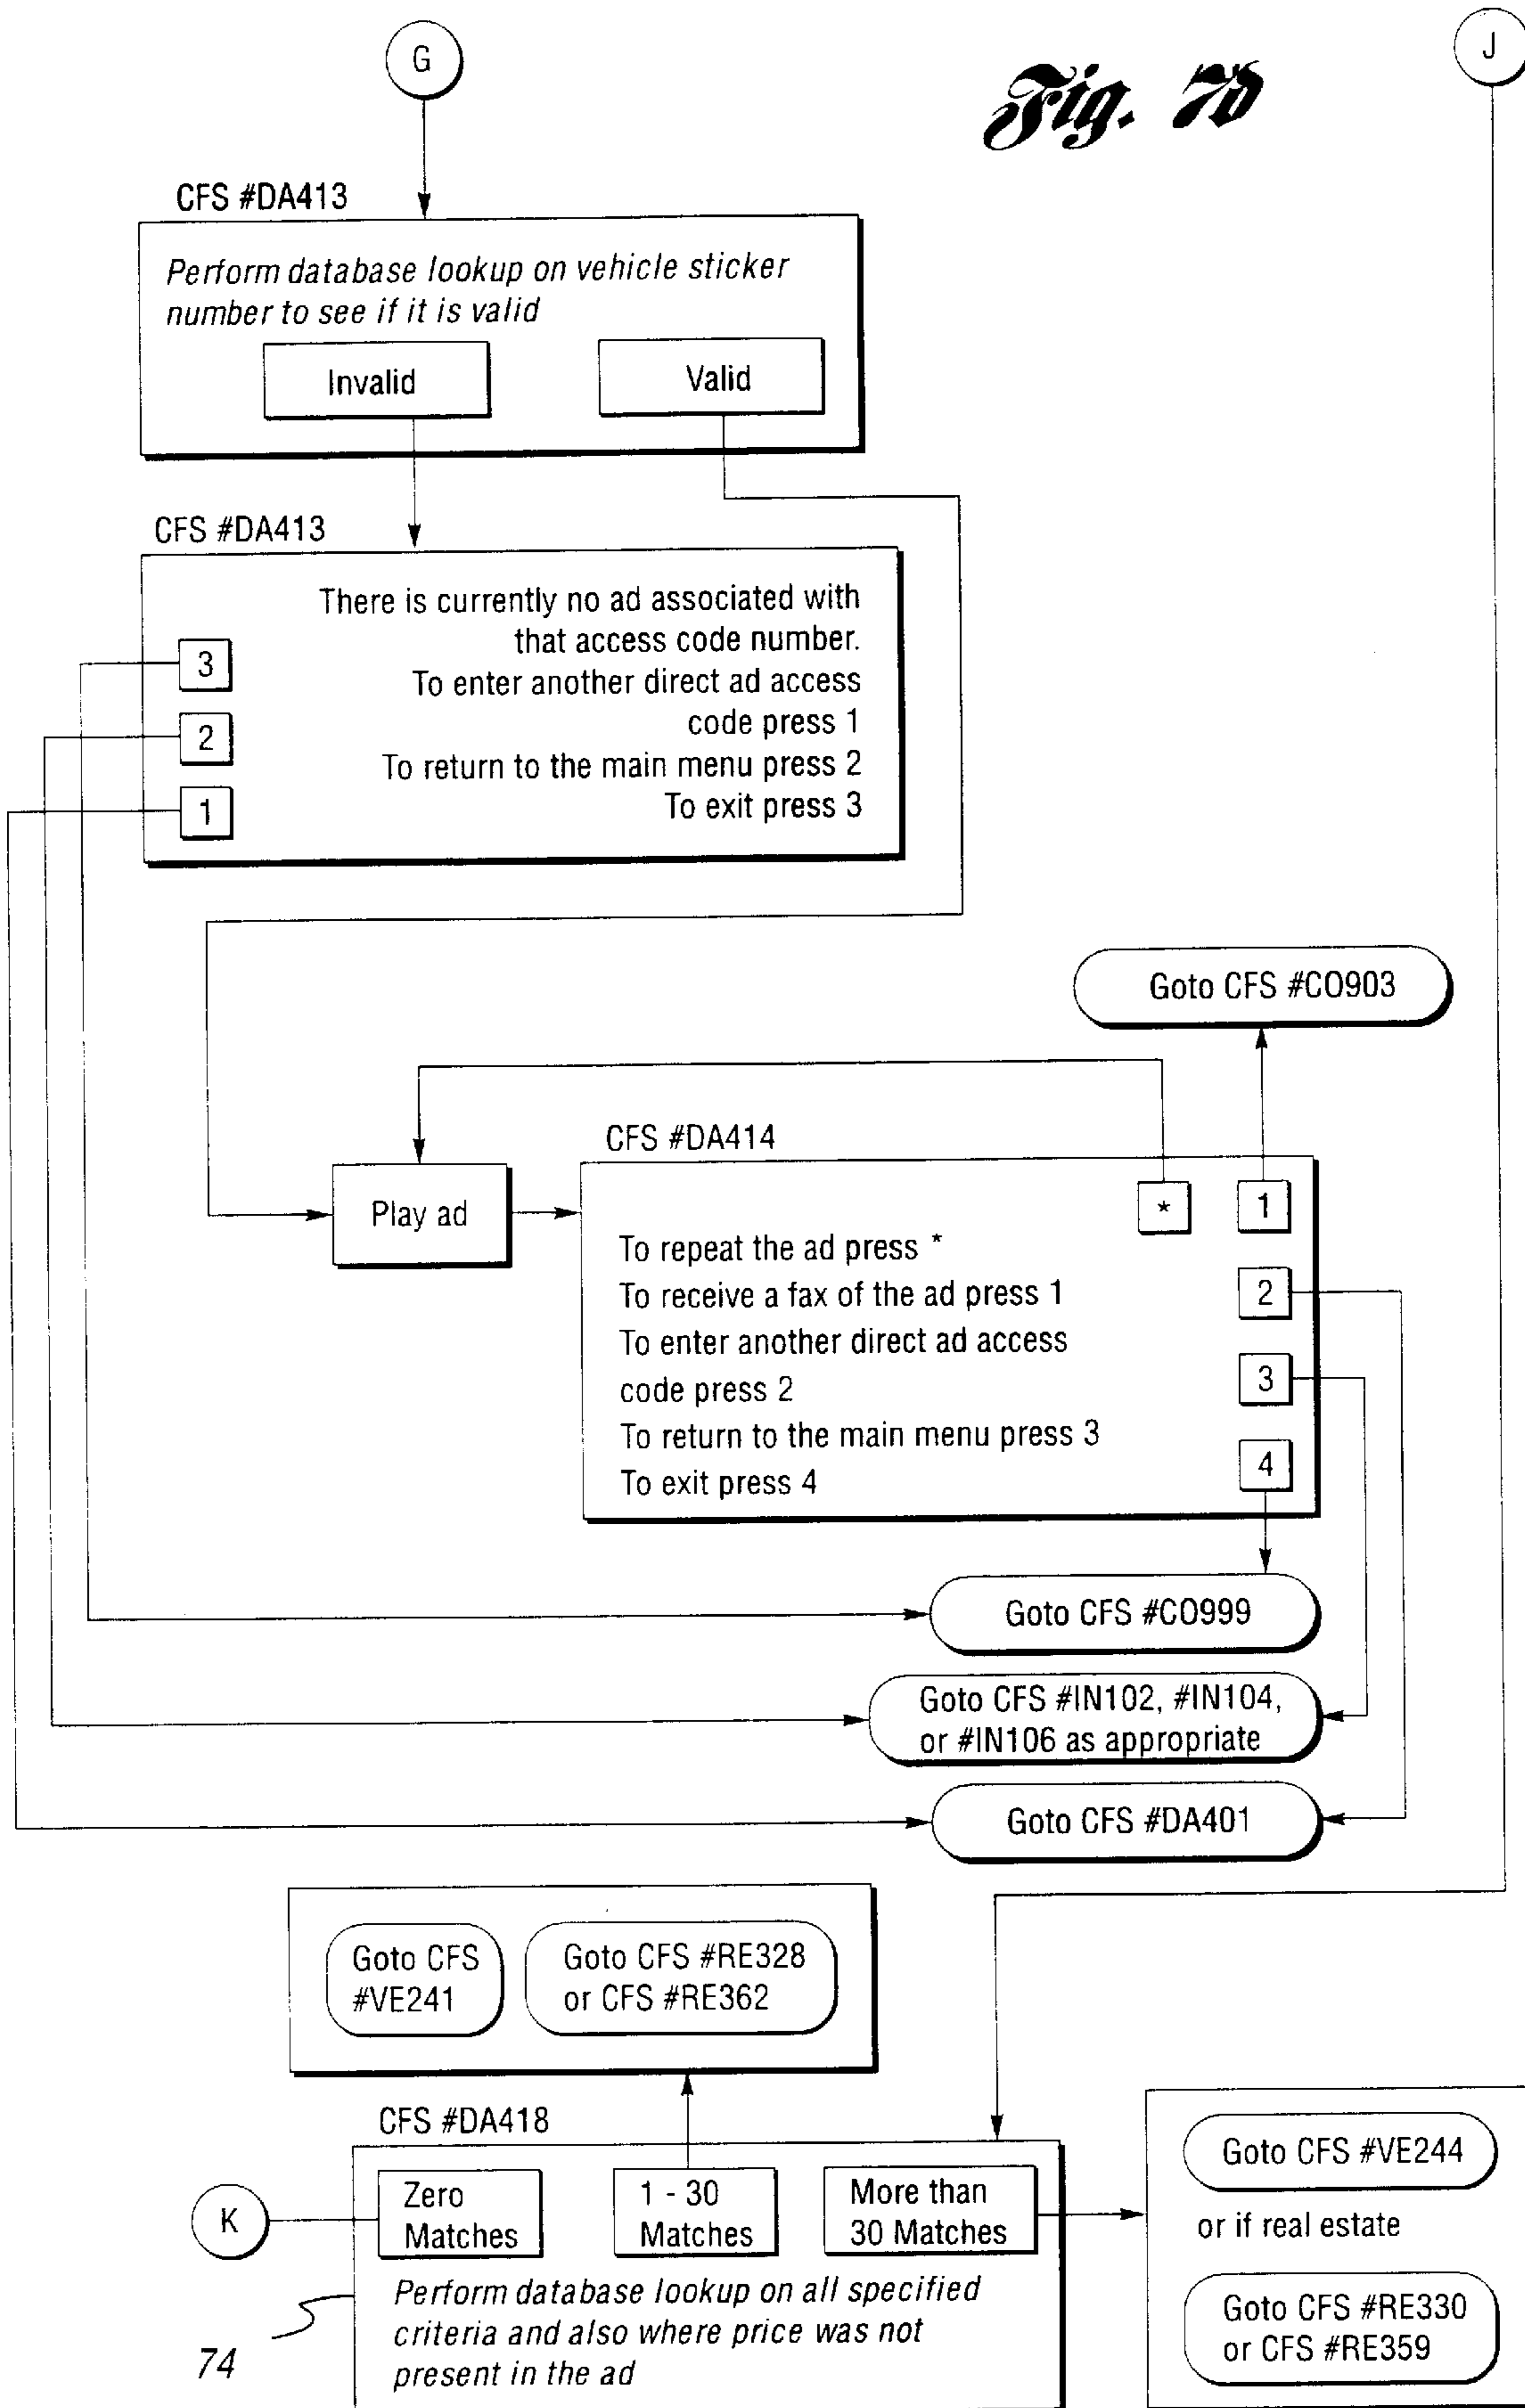 G
J
Fig. 7d
CFS #DA413
Perform database lookup on vehicle sticker
number to see if it is valid
Invalid
Valid
CFS #DA413
There is currently no ad associated with
that access code number.
To enter another direct ad access
code press 1
To return to the main menu press 2
To exit press 3
3
2
1
Goto CFS #CO903
CFS #DA414
Play ad
*
1
To repeat the ad press *
To receive a fax of the ad press 1
2
To enter another direct ad access
code press 2
3
To return to the main menu press 3
To exit press 4
4
Goto CFS #CO999
Goto CFS #IN102, #IN104,
or #IN106 as appropriate
Goto CFS #DA401
Goto CFS
#VE241
Goto CFS #RE328
or CFS #RE362
CFS #DA418
K
Zero
Matches
1 - 30
Matches
More than
30 Matches
Perform database lookup on all specified
criteria and also where price was not
present in the ad
74
Goto CFS #VE244
or if real estate
Goto CFS #RE330
or CFS #RE359